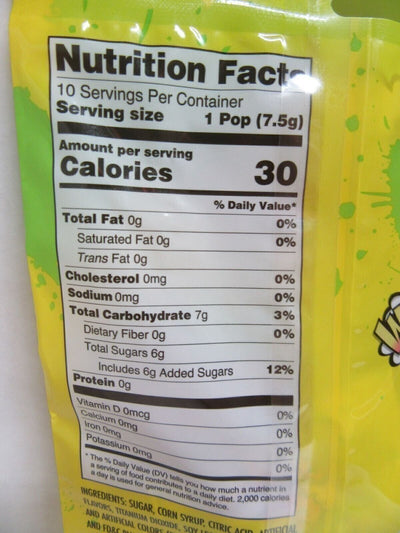 Nutrition Facts
10 Servings Per Container
Serving size 1 Pop (7.5g)
Amount per serving
Calories 30
% Daily Value*
Total Fat 0g 0%
Saturated Fat 0g 0%
Trans Fat 0g
Cholesterol 0mg 0%
Sodium 0mg 0%
Total Carbohydrate 7g 3%
Dietary Fiber 0g 0%
Total Sugars 6g
Includes 6g Added Sugars 12%
Protein 0g
Vitamin D 0mcg 0%
Calcium 0mg 0%
Iron 0mg 0%
Potassium 0mg 0%
* The % Daily Value (DV) tells you how much a nutrient in
a serving of food contributes to a daily diet. 2,000 calories
a day is used for general nutrition advice.
INGREDIENTS: SUGAR, CORN SYRUP, CITRIC ACID, ARTIFICIAL
FLAVORS, TITANIUM DIOXIDE, SOY
AND ARTIFICIAL COLORS
AND FD&C